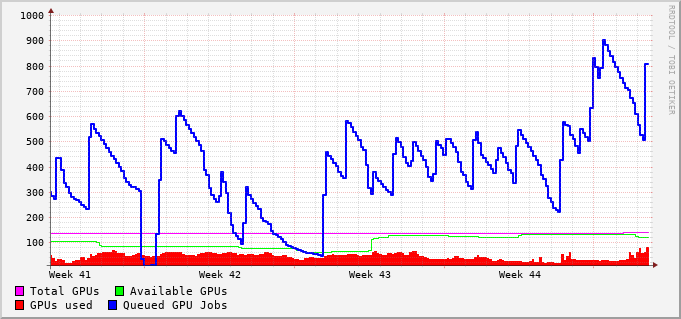 1000
900
800
700
600
500
400
300
200
100
Week 41 Week 42 Week 43 Week 44
Total GPUs Available GPUs
GPUs used Queued GPU Jobs
RRDTOOL / TOBI OETIKER